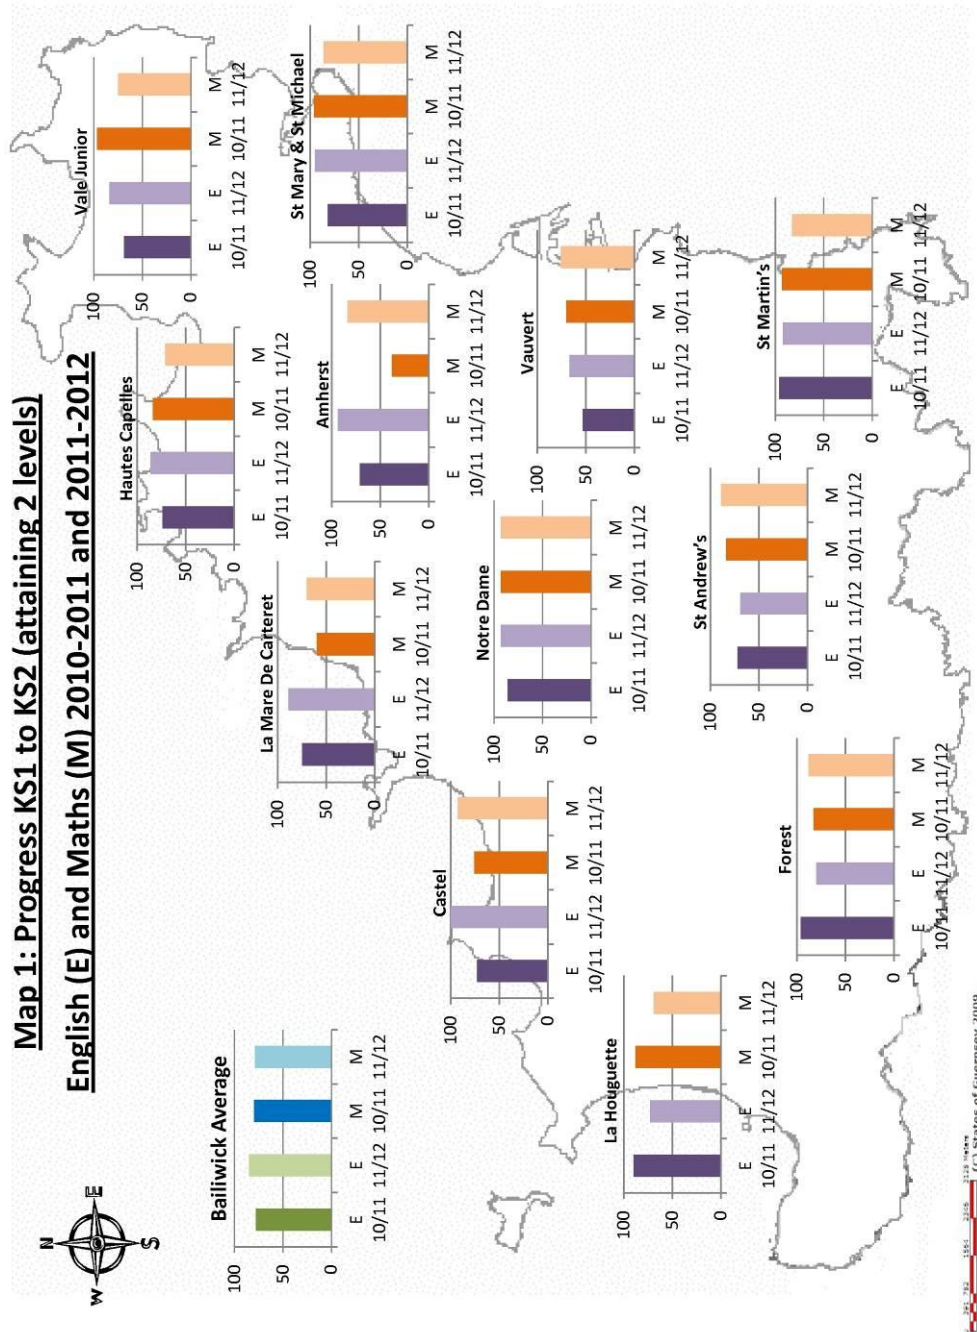 Map 1: Progress KS1 to KS2 (attaining 2 levels)
English (E) and Maths (M) 2010-2011 and 2011-2012
N
W E
S
Bailiwick Average
100
50
0
E E M M
10/11 11/12 10/11 11/12
Hautes Capelles
100
50
0
E E M M
10/11 11/12 10/11 11/12
Vale Junior
100
50
0
E E M M
10/11 11/12 10/11 11/12
La Mare De Carteret
100
50
0
E E M M
10/11 11/12 10/11 11/12
Amherst
100
50
0
E E M M
10/11 11/12 10/11 11/12
St Mary & St Michael
100
50
0
E E M M
10/11 11/12 10/11 11/12
Castel
100
50
0
E E M M
10/11 11/12 10/11 11/12
Notre Dame
100
50
0
E E M M
10/11 11/12 10/11 11/12
Vauvert
100
50
0
E E M M
10/11 11/12 10/11 11/12
La Houguette
100
50
0
E E M M
10/11 11/12 10/11 11/12
Forest
100
50
0
E E M M
10/11 11/12 10/11 11/12
St Andrew's
100
50
0
E E M M
10/11 11/12 10/11 11/12
St Martin's
100
50
0
E E M M
10/11 11/12 10/11 11/12
(C) States of Guernsey 2009